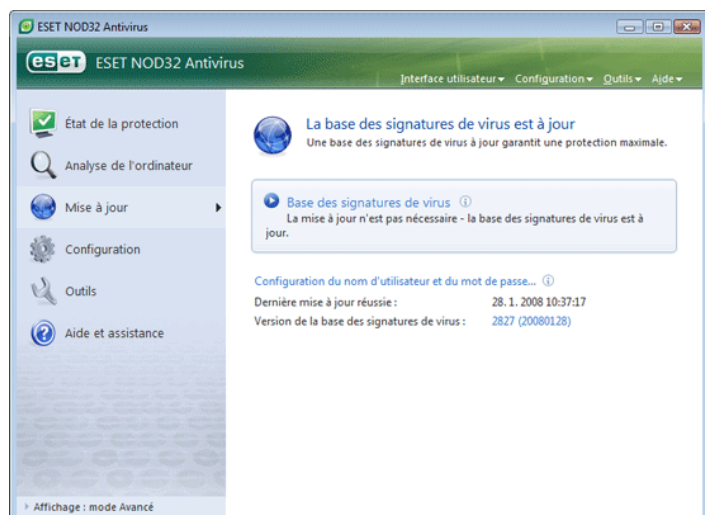 ESET NOD32 Antivirus
eset ESET NOD32 Antivirus
Interface utilisateur Configuration Outils Aide
État de la protection
Analyse de l'ordinateur
Mise à jour
Configuration
Outils
Aide et assistance
Affichage : mode Avancé
La base des signatures de virus est à jour
Une base des signatures de virus à jour garantit une protection maximale.
Base des signatures de virus
La mise à jour n'est pas nécessaire - la base des signatures de virus est à
jour.
Configuration du nom d'utilisateur et du mot de passe...
Dernière mise à jour réussie : 28. 1. 2008 10:37:17
Version de la base des signatures de virus : 2827 (20080128)